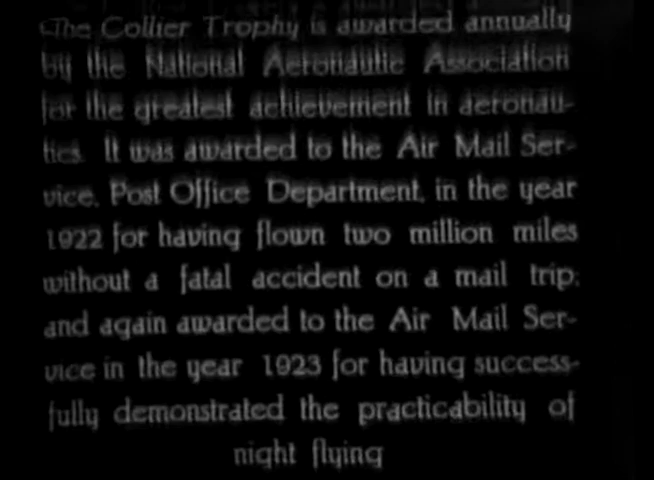 The Collier Trophy is awarded annually
by the National Aeronautic Association
for the greatest achievement in aeronau-
tics. It was awarded to the Air Mail Ser-
vice, Post Office Department, in the year
1922 for having flown two million miles
without a fatal accident on a mail trip;
and again awarded to the Air Mail Ser-
vice in the year 1923 for having success-
fully demonstrated the practicability of
night flying